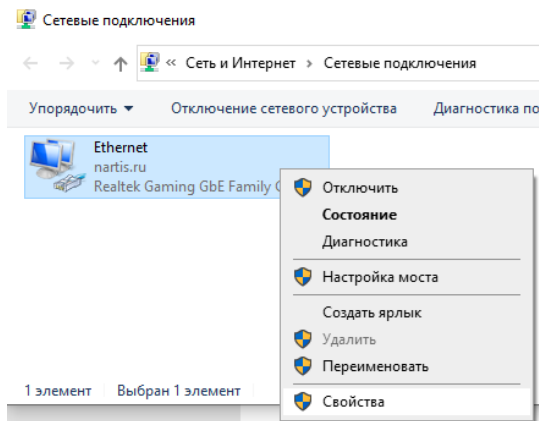 Сетевые подключения
« Сеть и Интернет › Сетевые подключения
Упорядочить Отключение сетевого устройства Диагностика по
Ethernet
nartis.ru
Realtek Gaming GbE Family
Отключить
Состояние
Диагностика
Настройка моста
Создать ярлык
Удалить
Переименовать
Свойства
1 элемент Выбран 1 элемент